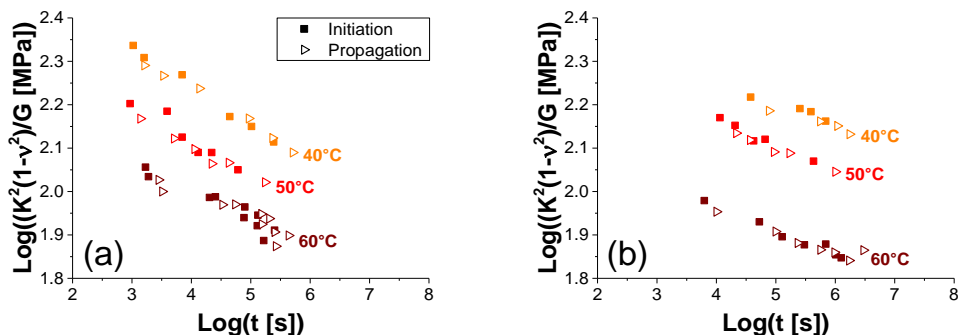 Log((K²(1-ν²)/G [MPa])
2.4
2.3
2.2
2.1
2.0
1.9
1.8
Initiation
Propagation
40°C
50°C
60°C
(a)
2 3 4 5 6 7 8
Log(t [s])
Log((K²(1-ν²)/G [MPa])
2.4
2.3
2.2
2.1
2.0
1.9
1.8
40°C
50°C
60°C
(b)
2 3 4 5 6 7 8
Log(t [s])